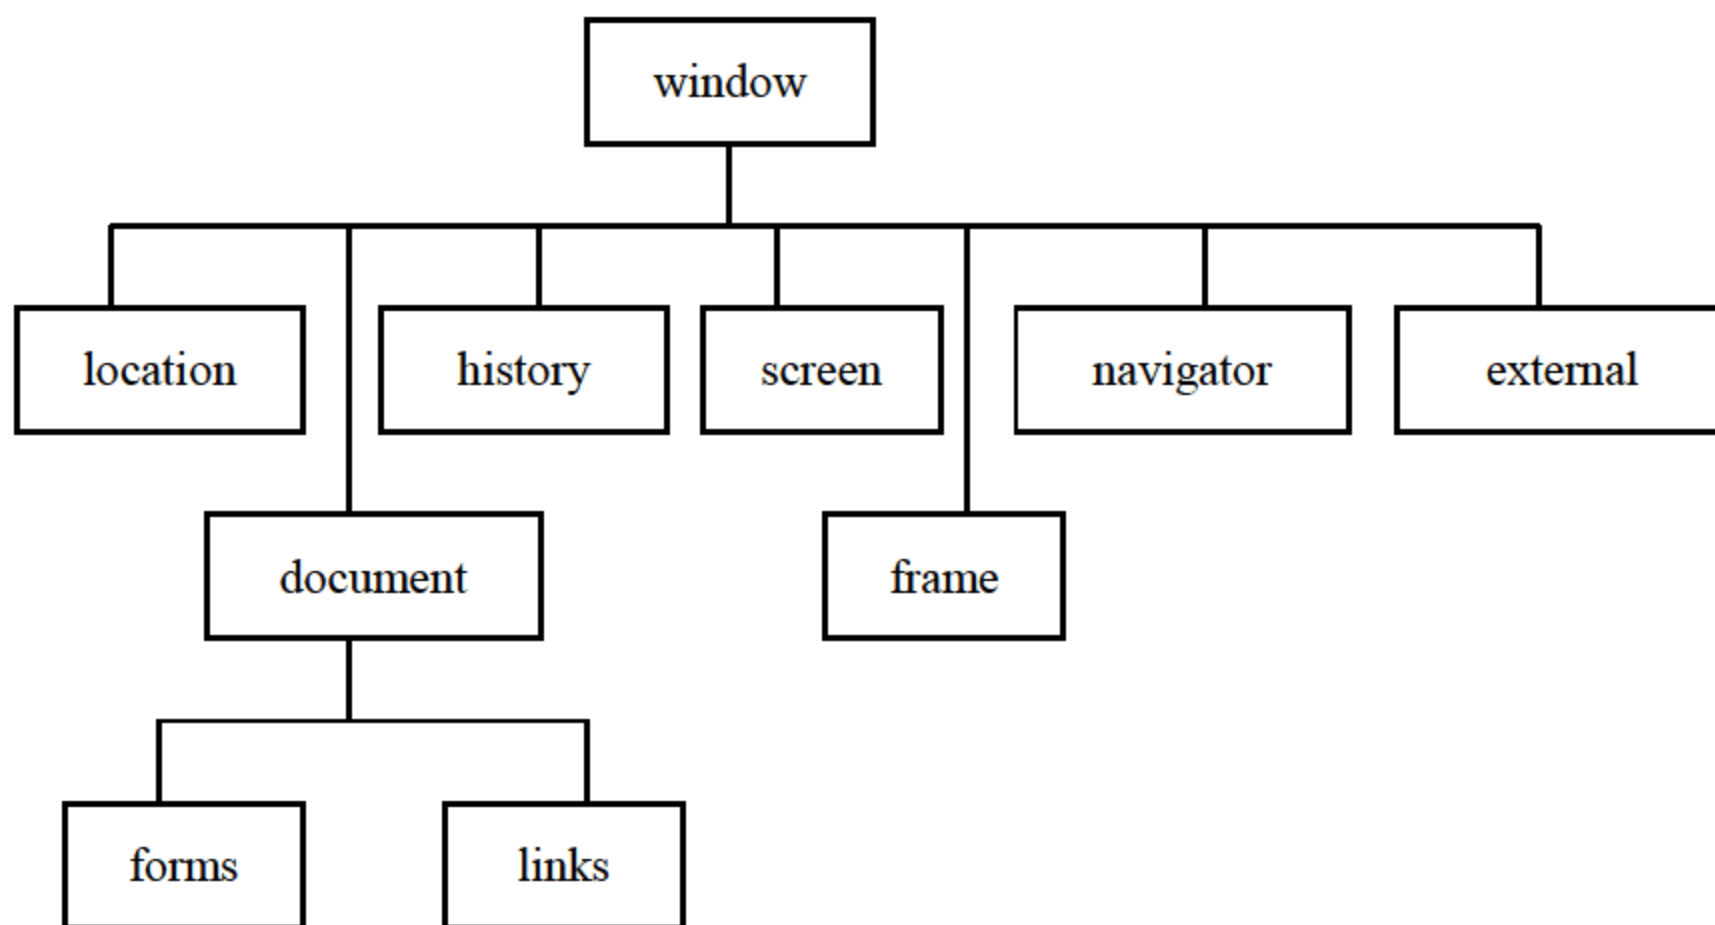 window
location
history
screen
navigator
external
document
frame
forms
links